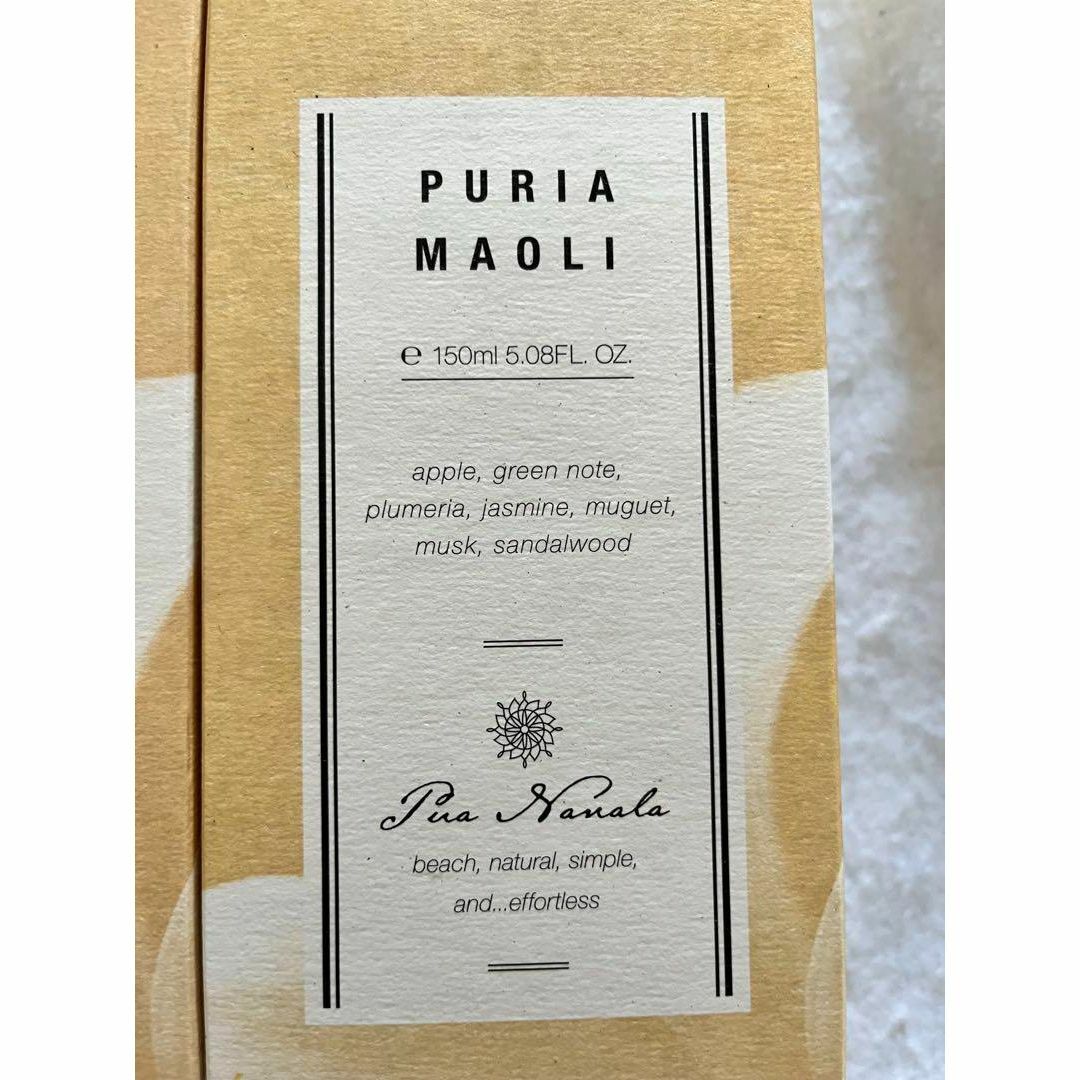 PURIA
MAOLI
℮ 150ml 5.08FL. OZ.
apple, green note,
plumeria, jasmine, muguet,
musk, sandalwood
Pua Nanala
beach, natural, simple,
and...effortless